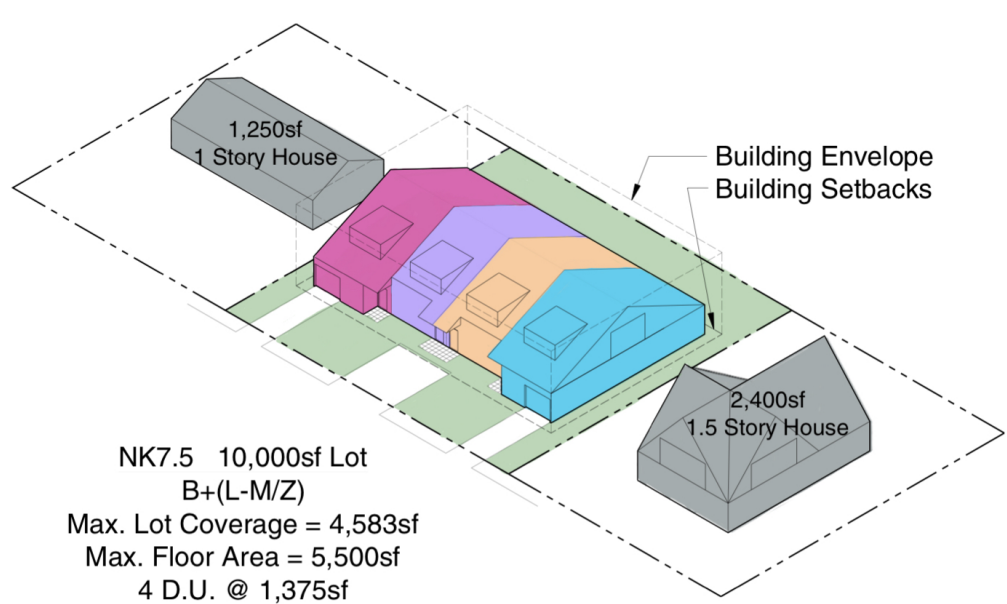 1,250sf
1 Story House
Building Envelope
Building Setbacks
2,400sf
1.5 Story House
NK7.5 10,000sf Lot
B+(L-M/Z)
Max. Lot Coverage = 4,583sf
Max. Floor Area = 5,500sf
4 D.U. @ 1,375sf